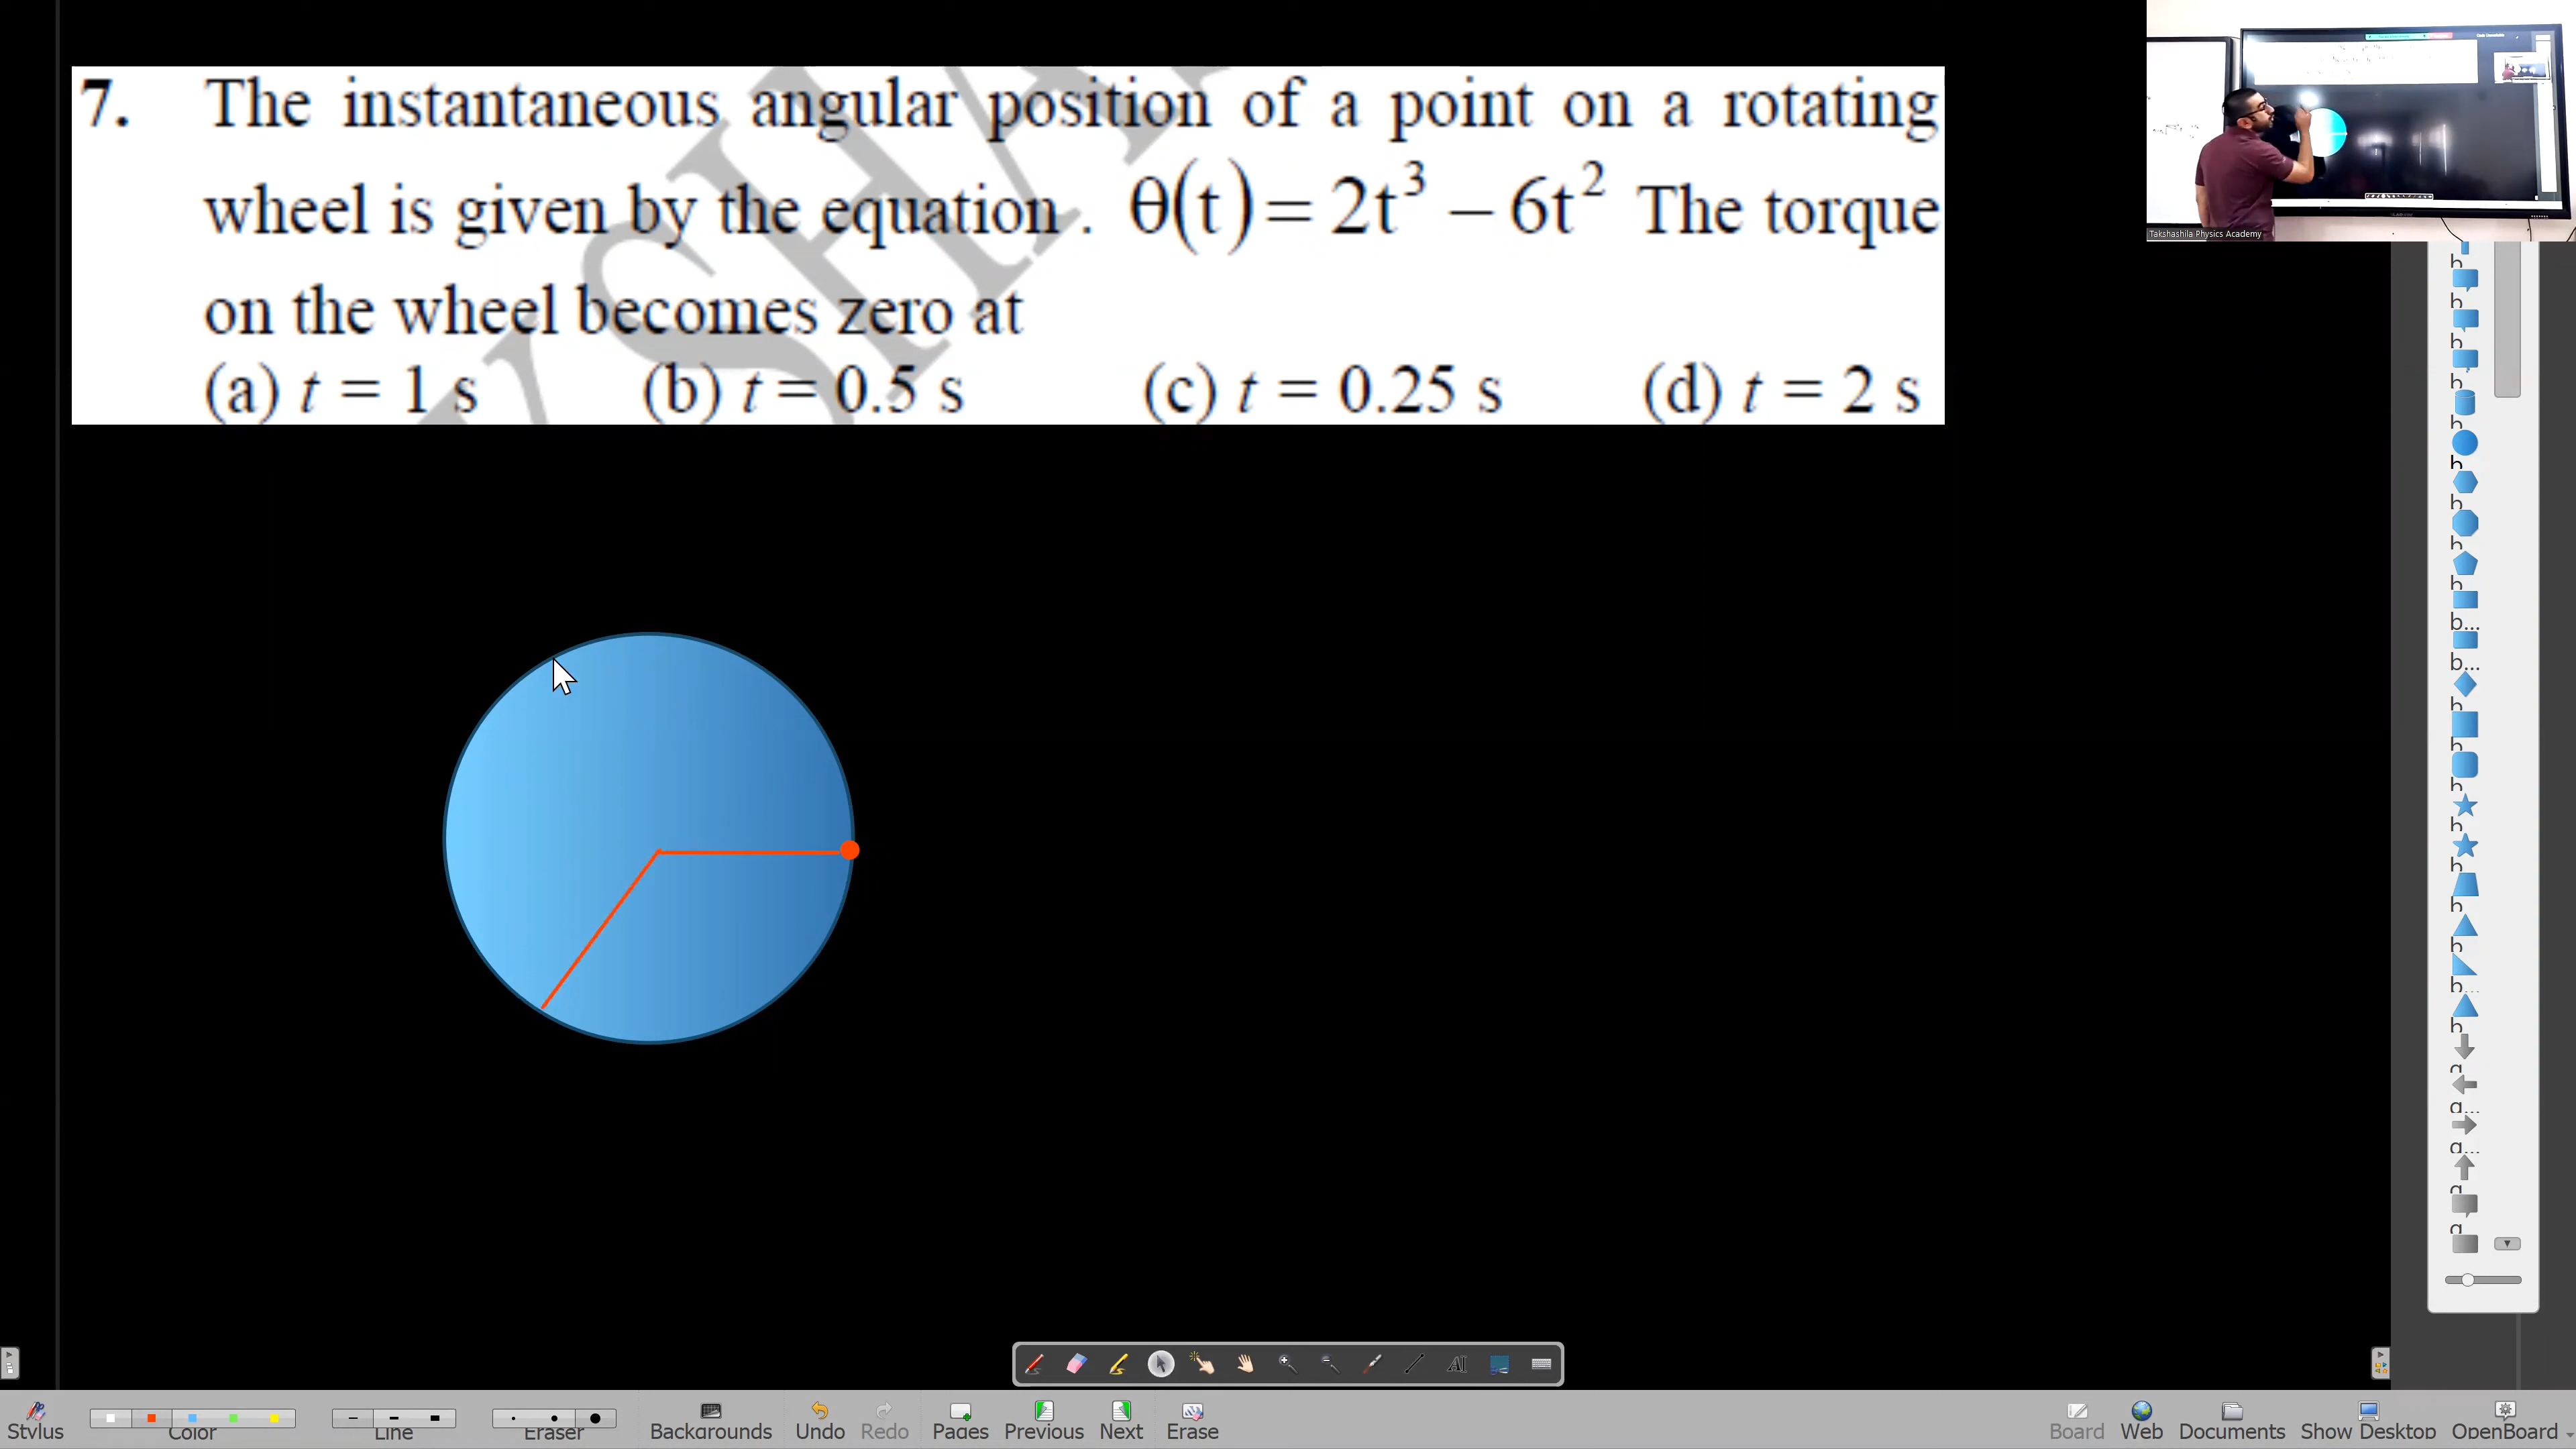 7. The instantaneous angular position of a point on a rotating
wheel is given by the equation . θ(t) = 2t³ – 6t² The torque
on the wheel becomes zero at
(a) t = 1 s (b) t = 0.5 s (c) t = 0.25 s (d) t = 2 s
Takshashila Physics Academy
b
b
b
b
b
b
b
b
b
b...
b...
b
b
b
b
b
b
b
b
b...
b
a...
a...
Stylus Color Line Eraser Backgrounds Undo Redo Pages Previous Next Erase Board Web Documents Show Desktop OpenBoard